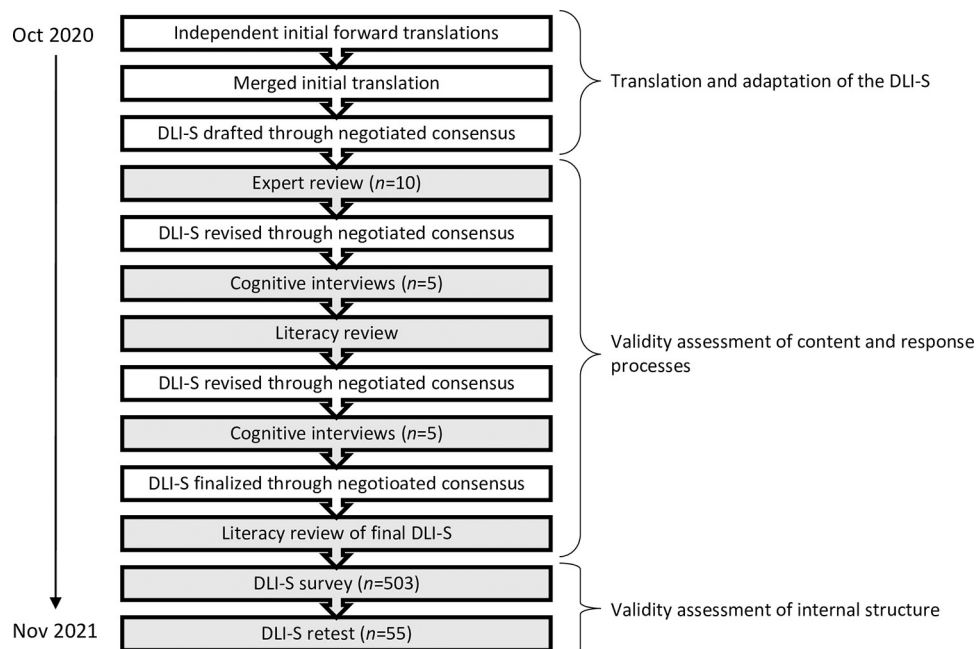 Oct 2020
Independent initial forward translations
Merged initial translation
Translation and adaptation of the DLI-S
DLI-S drafted through negotiated consensus
Expert review (n=10)
DLI-S revised through negotiated consensus
Cognitive interviews (n=5)
Literacy review
Validity assessment of content and response
processes
DLI-S revised through negotiated consensus
Cognitive interviews (n=5)
DLI-S finalized through negotioated consensus
Literacy review of final DLI-S
DLI-S survey (n=503)
Validity assessment of internal structure
Nov 2021
DLI-S retest (n=55)